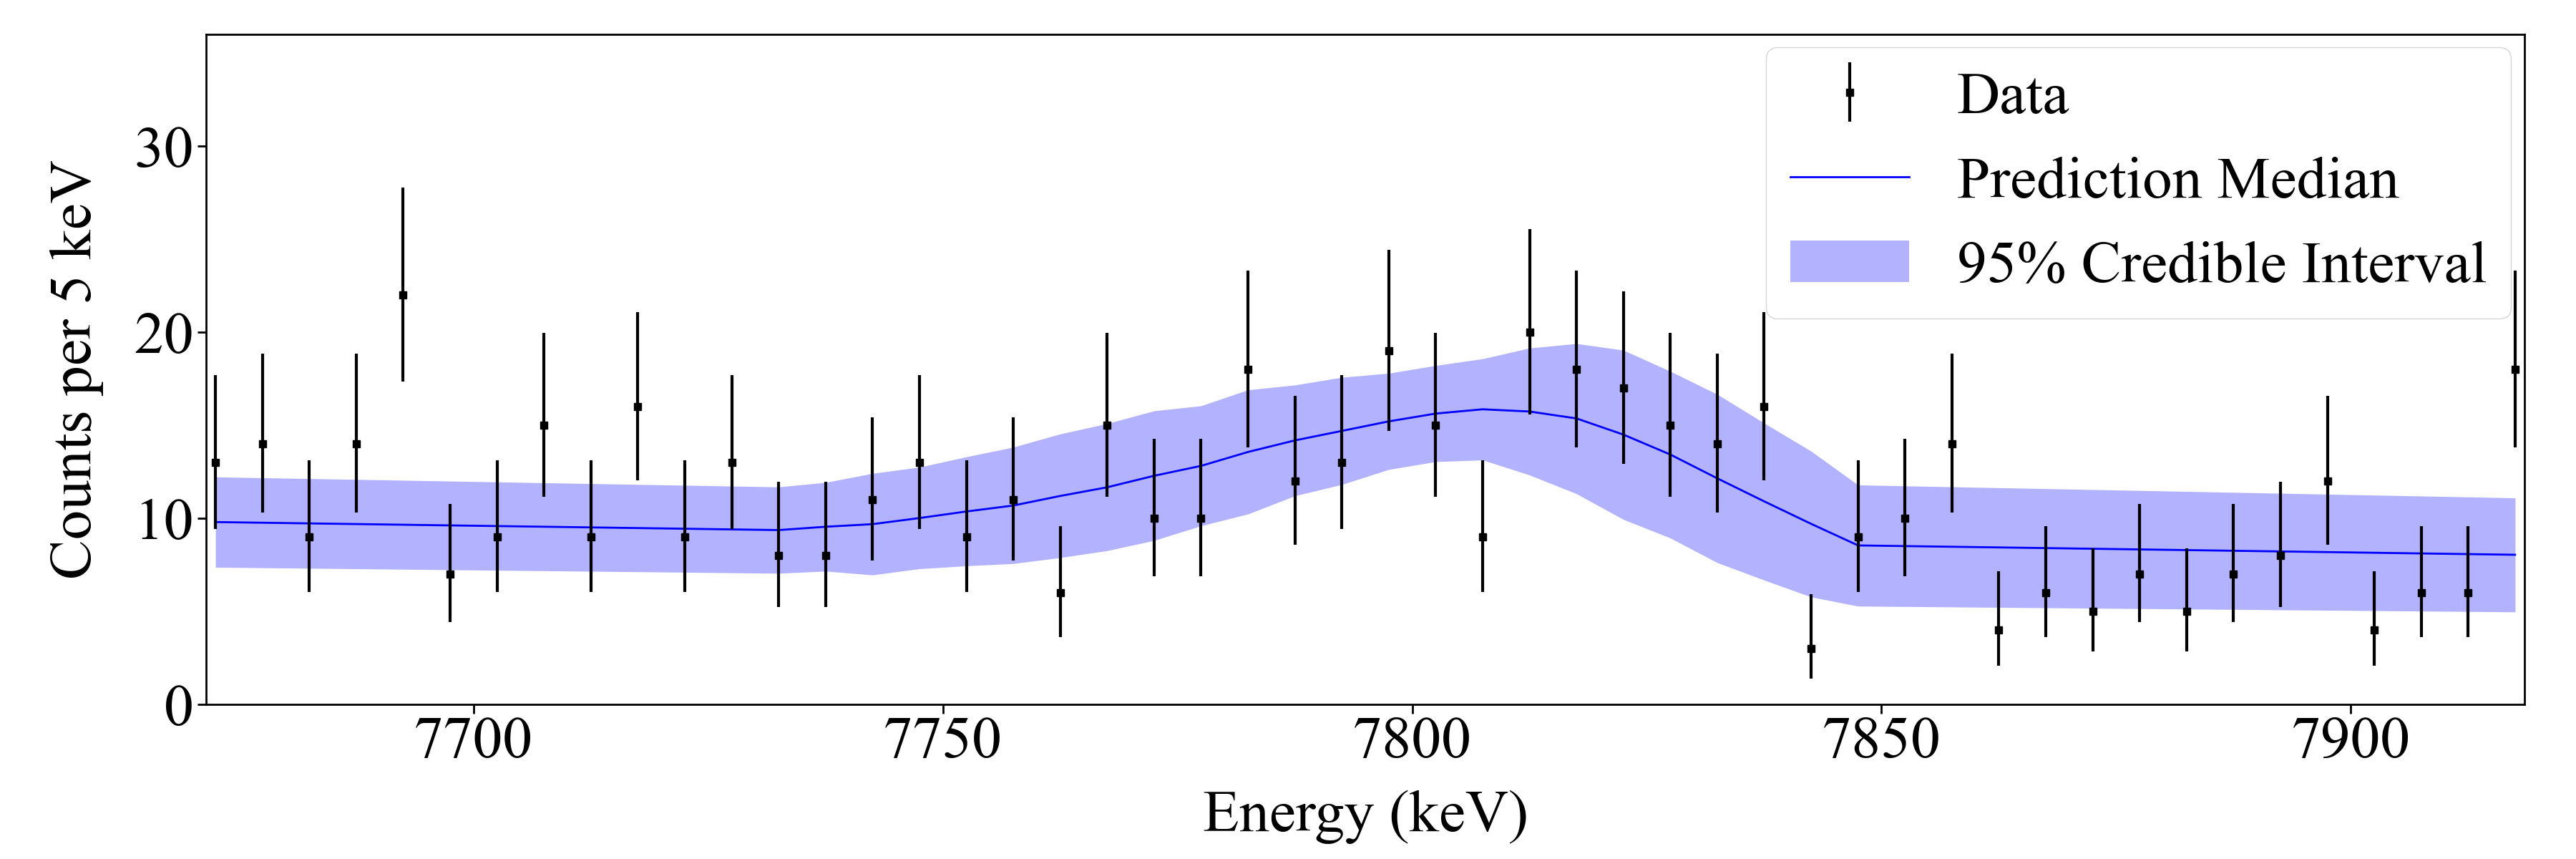 Counts per 5 keV
30
20
10
0
Data
Prediction Median
95% Credible Interval
7700 7750 7800 7850 7900
Energy (keV)